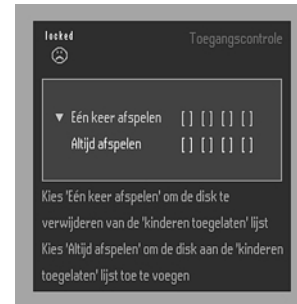 locked
Toegangscontrole
▼ Eén keer afspelen [ ] [ ] [ ] [ ]
Altijd afspelen [ ] [ ] [ ] [ ]
Kies 'Eén keer afspelen' om de disk te
verwijderen van de 'kinderen toegelaten' lijst
Kies 'Altijd afspelen' om de disk aan de 'kinderen
toegelaten' lijst toe te voegen